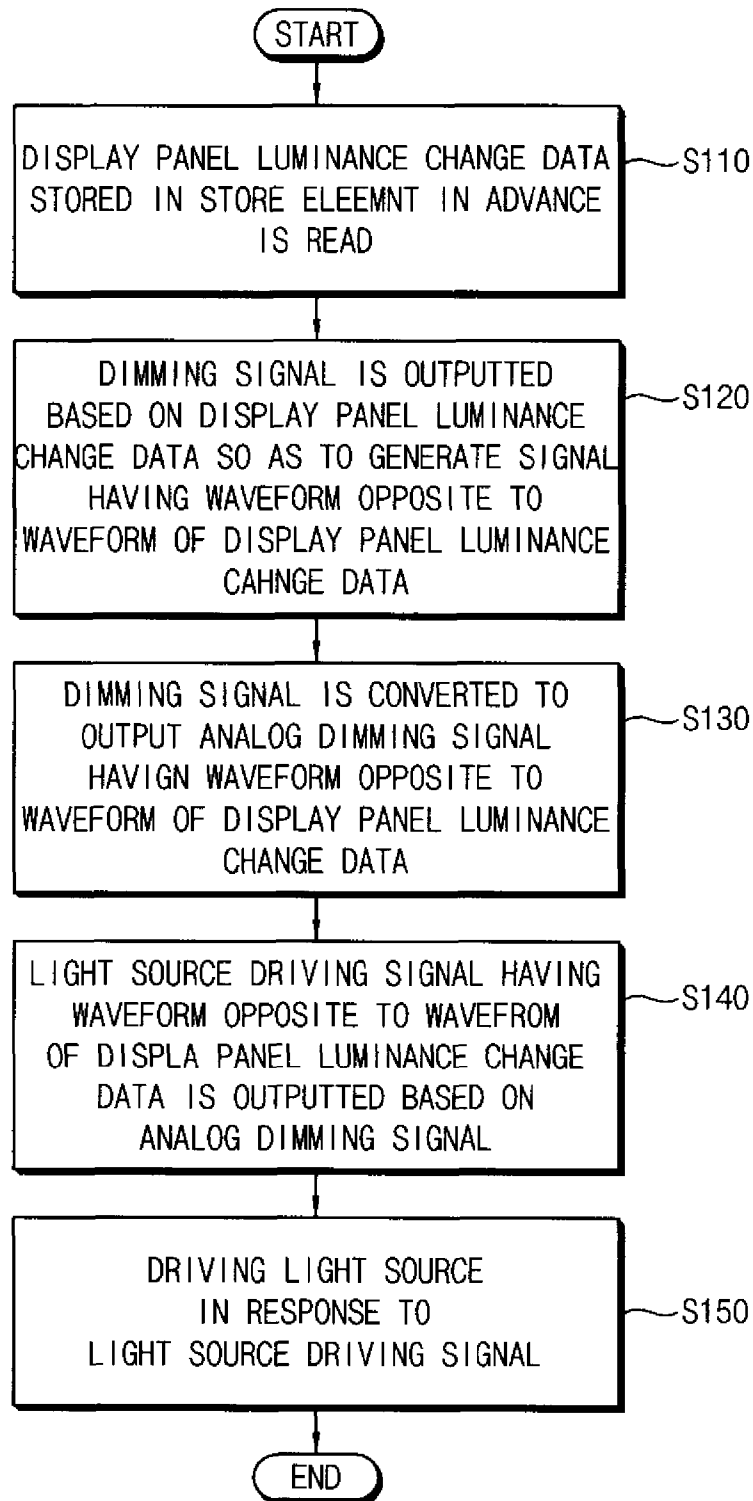 START
DISPLAY PANEL LUMINANCE CHANGE DATA
STORED IN STORE ELEEMNT IN ADVANCE
IS READ
S110
DIMMING SIGNAL IS OUTPUTTED
BASED ON DISPLAY PANEL LUMINANCE
CHANGE DATA SO AS TO GENERATE SIGNAL
HAVING WAVEFORM OPPOSITE TO
WAVEFORM OF DISPLAY PANEL LUMINANCE
CAHNGE DATA
S120
DIMMING SIGNAL IS CONVERTED TO
OUTPUT ANALOG DIMMING SIGNAL
HAVIGN WAVEFORM OPPOSITE TO
WAVEFORM OF DISPLAY PANEL LUMINANCE
CHANGE DATA
S130
LIGHT SOURCE DRIVING SIGNAL HAVING
WAVEFORM OPPOSITE TO WAVEFROM
OF DISPLA PANEL LUMINANCE CHANGE
DATA IS OUTPUTTED BASED ON
ANALOG DIMMING SIGNAL
S140
DRIVING LIGHT SOURCE
IN RESPONSE TO
LIGHT SOURCE DRIVING SIGNAL
S150
END